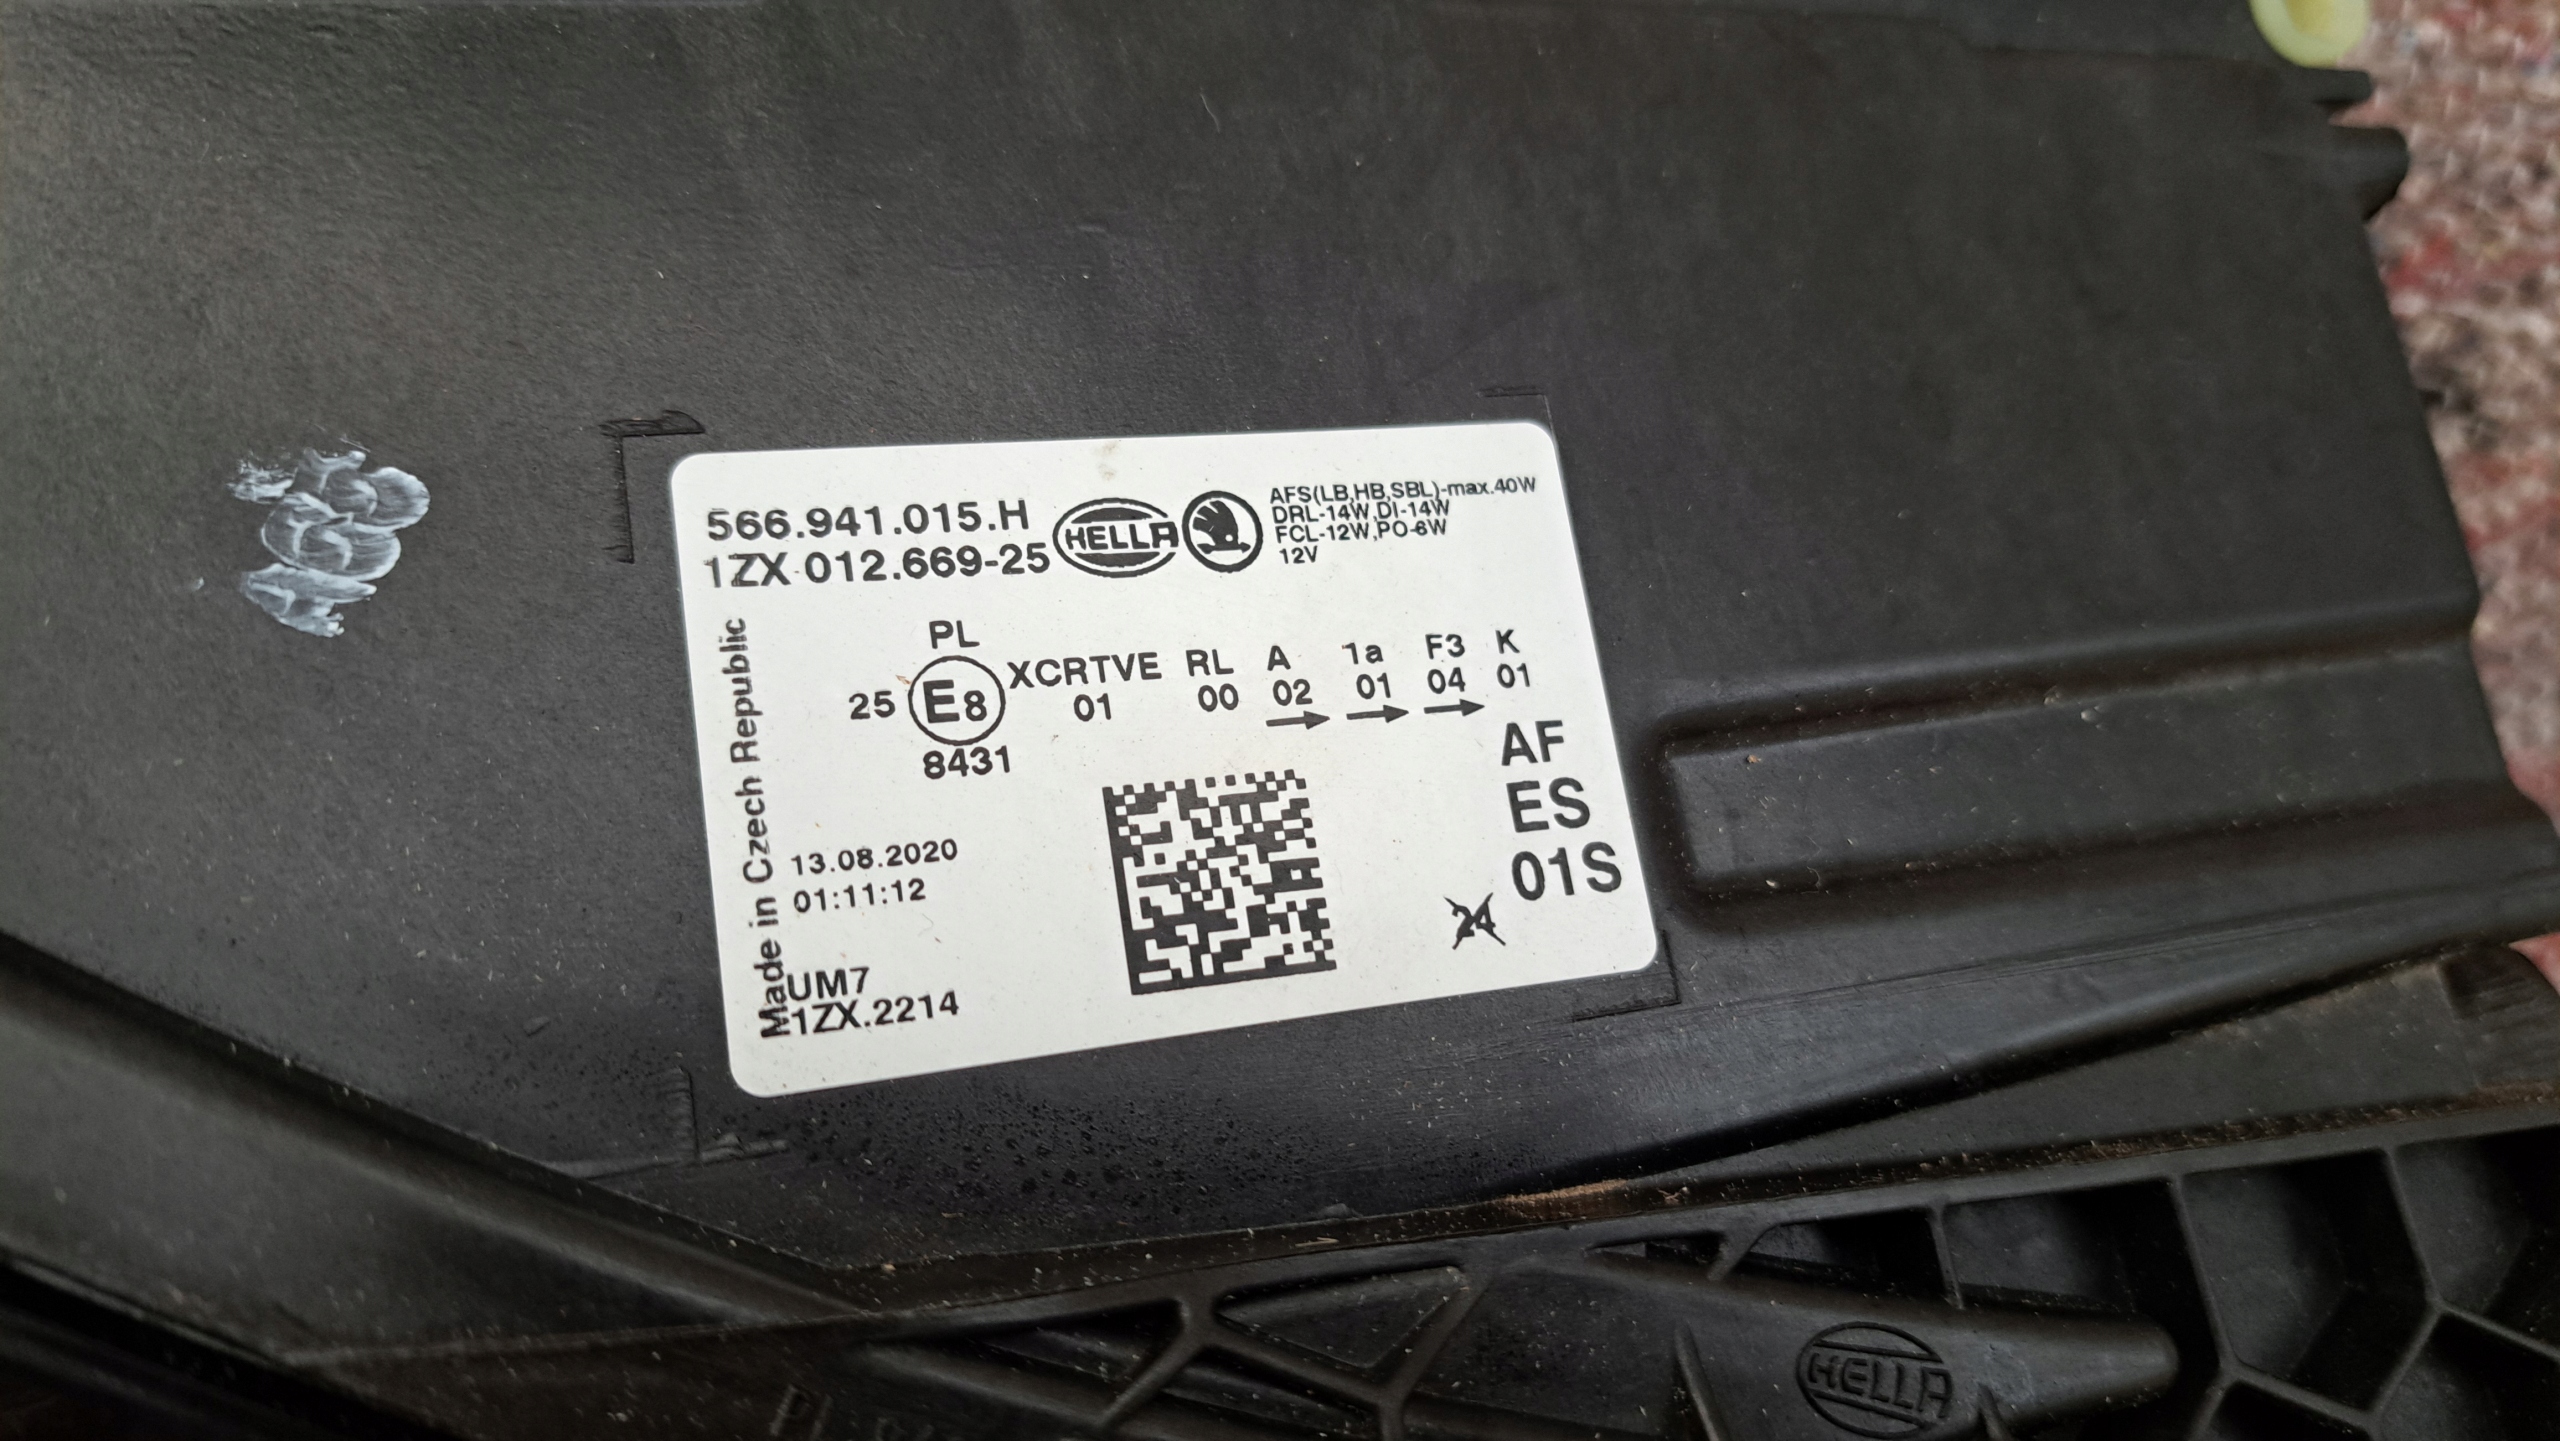 566.941.015.H
1ZX 012.669-25
HELLA
AFS(LB,HB,SBL)-max.40W
DRL-14W,DI-14W
FCL-12W,PO-6W
12V
PL
25 E8 8431
XCRTVE RL A 1a F3 K
01 00 02 01 04 01
AF
ES
01S
24
13.08.2020
01:11:12
UM7
1ZX.2214
Made in Czech Republic
HELLA